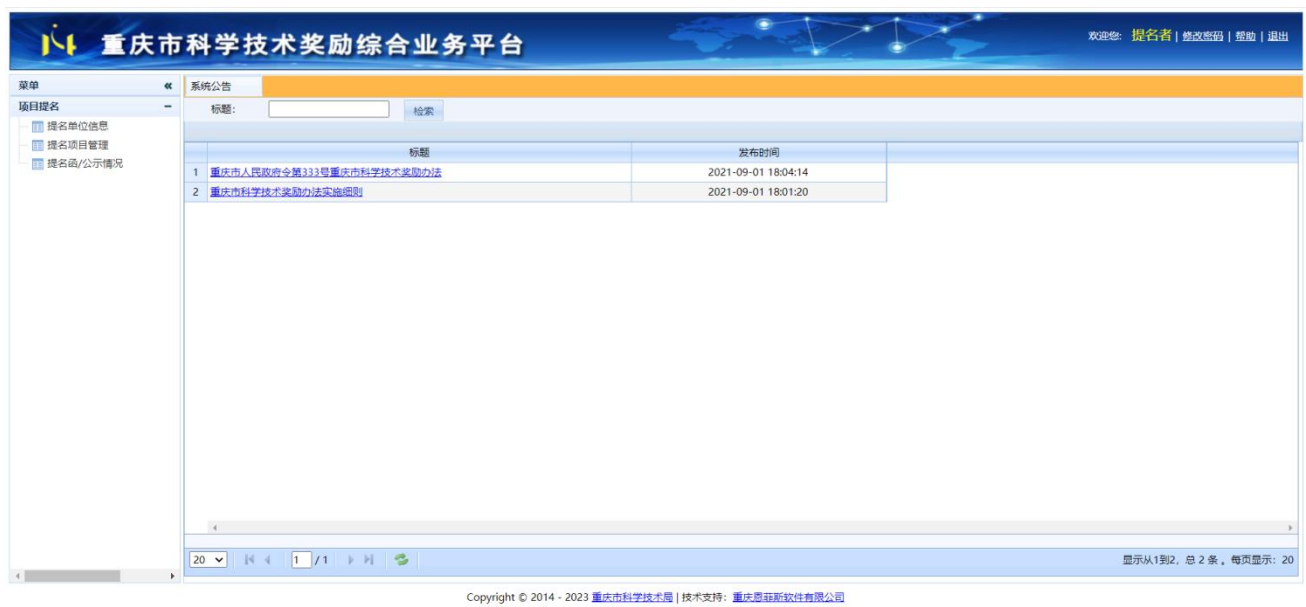 重庆市科学技术奖励综合业务平台
欢迎您: 提名者 | 修改密码 | 帮助 | 退出
菜单 «
系统公告
项目提名 −
标题: 检索
提名单位信息
提名项目管理
提名函/公示情况
标题 发布时间
1 重庆市人民政府令第333号重庆市科学技术奖励办法 2021-09-01 18:04:14
2 重庆市科学技术奖励办法实施细则 2021-09-01 18:01:20
20 1 / 1 显示从1到2, 总 2 条 。每页显示: 20
Copyright © 2014 - 2023 重庆市科学技术局 | 技术支持: 重庆恩菲斯软件有限公司